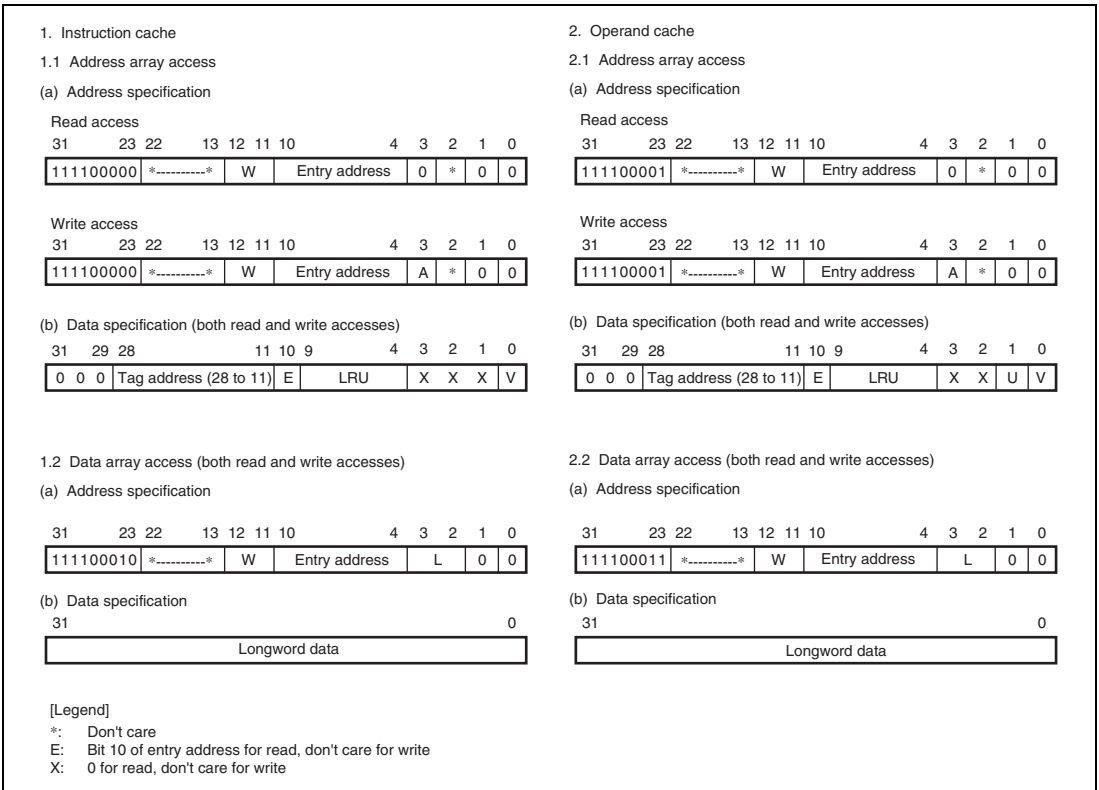 1. Instruction cache
1.1 Address array access
(a) Address specification
Read access
31 23 22 13 12 11 10 4 3 2 1 0
111100000 *----------* W Entry address 0 * 0 0
Write access
31 23 22 13 12 11 10 4 3 2 1 0
111100000 *----------* W Entry address A * 0 0
(b) Data specification (both read and write accesses)
31 29 28 11 10 9 4 3 2 1 0
0 0 0 Tag address (28 to 11) E LRU X X X V
1.2 Data array access (both read and write accesses)
(a) Address specification
31 23 22 13 12 11 10 4 3 2 1 0
111100010 *----------* W Entry address L 0 0
(b) Data specification
31 0
Longword data
2. Operand cache
2.1 Address array access
(a) Address specification
Read access
31 23 22 13 12 11 10 4 3 2 1 0
111100001 *----------* W Entry address 0 * 0 0
Write access
31 23 22 13 12 11 10 4 3 2 1 0
111100001 *----------* W Entry address A * 0 0
(b) Data specification (both read and write accesses)
31 29 28 11 10 9 4 3 2 1 0
0 0 0 Tag address (28 to 11) E LRU X X U V
2.2 Data array access (both read and write accesses)
(a) Address specification
31 23 22 13 12 11 10 4 3 2 1 0
111100011 *----------* W Entry address L 0 0
(b) Data specification
31 0
Longword data
[Legend]
*: Don't care
E: Bit 10 of entry address for read, don't care for write
X: 0 for read, don't care for write